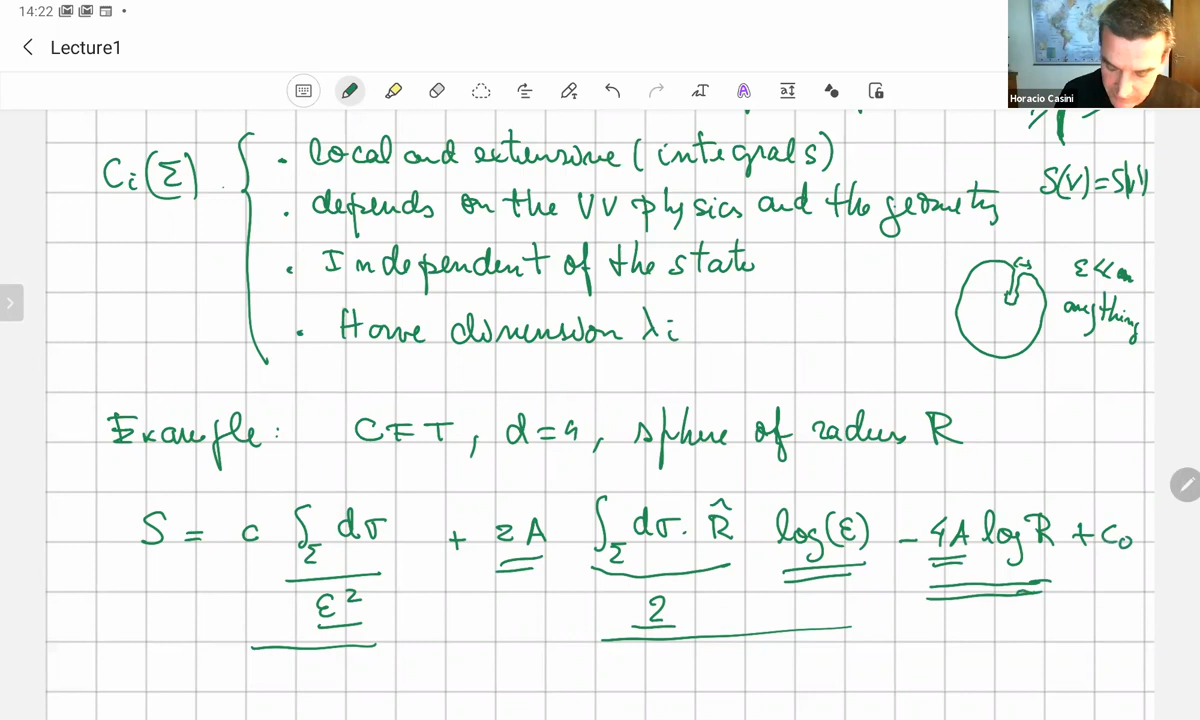 14:22
Lecture1
Horacio Casini
Ci(Σ) { . local and extensive (integrals)
. depends on the UV physics and the geometry
. Independent of the state
. Have dimension λi
S(V)=S(V')
ε<<
anything
Example: CFT, d=4, sphere of radius R
S = c ∫Σ dσ / ε² + 2A ∫Σ dσ. R̂ / 2 log(ε) - 4A log R + C0